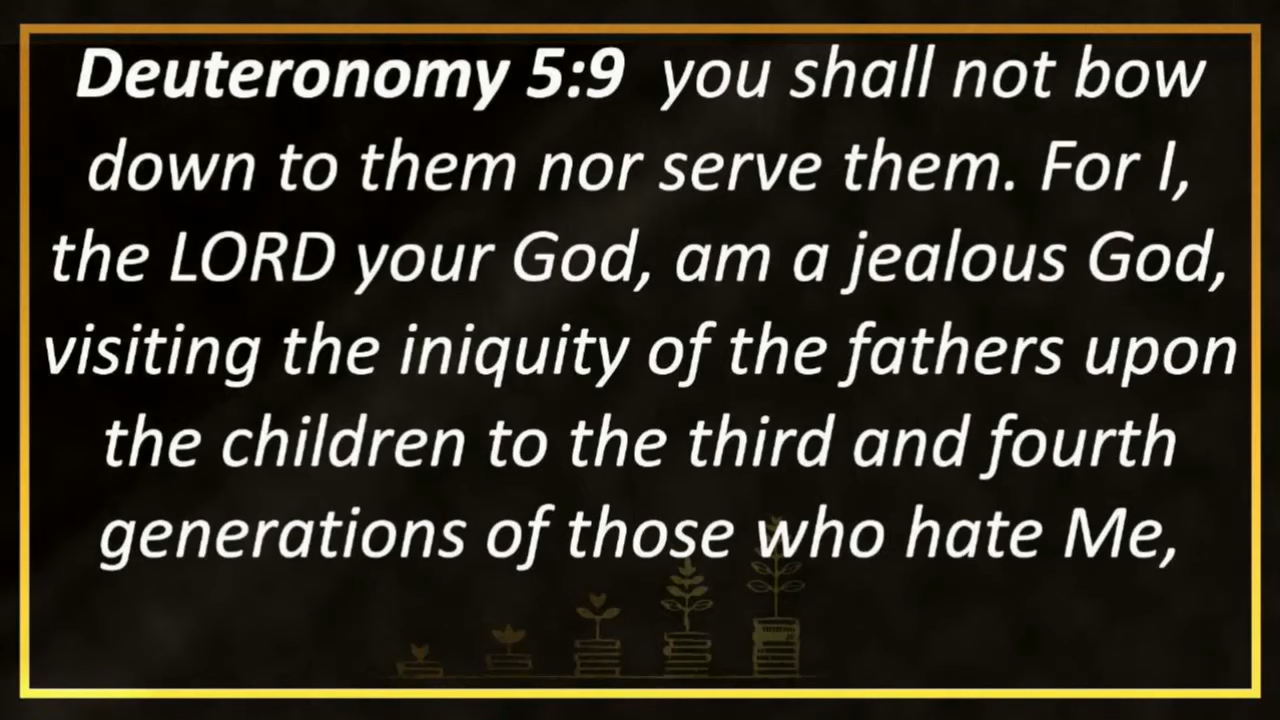 Deuteronomy 5:9 you shall not bow
down to them nor serve them. For I,
the LORD your God, am a jealous God,
visiting the iniquity of the fathers upon
the children to the third and fourth
generations of those who hate Me,